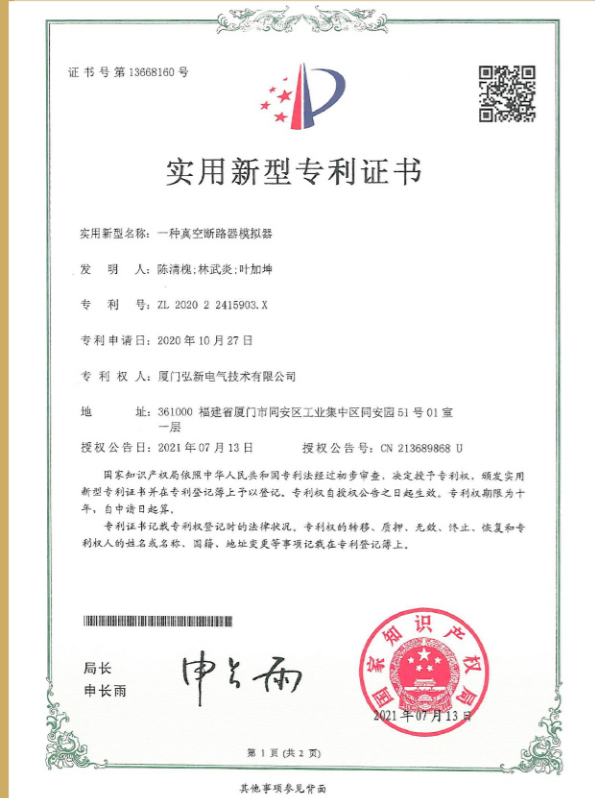 证书号第13668160号
实用新型专利证书
实用新型名称：一种真空断路器模拟器
发明人：陈清槐;林武炎;叶加坤
专利号：ZL 2020 2 2415903.X
专利申请日：2020年10月27日
专利权人：厦门弘新电气技术有限公司
地址：361000 福建省厦门市同安区工业集中区同安园51号01室
一层
授权公告日：2021年07月13日 授权公告号：CN 213689868 U
国家知识产权局依照中华人民共和国专利法经过初步审查，决定授予专利权，颁发实用
新型专利证书并在专利登记簿上予以登记。专利权自授权公告之日起生效。专利权期限为十
年，自申请日起算。
专利证书记载专利权登记时的法律状况。专利权的转移、质押、无效、终止、恢复和专
利权人的姓名或名称、国籍、地址变更等事项记载在专利登记簿上。
局长
申长雨
申长雨
国家知识产权局
2021年07月13日
第1页(共2页)
其他事项参见背面